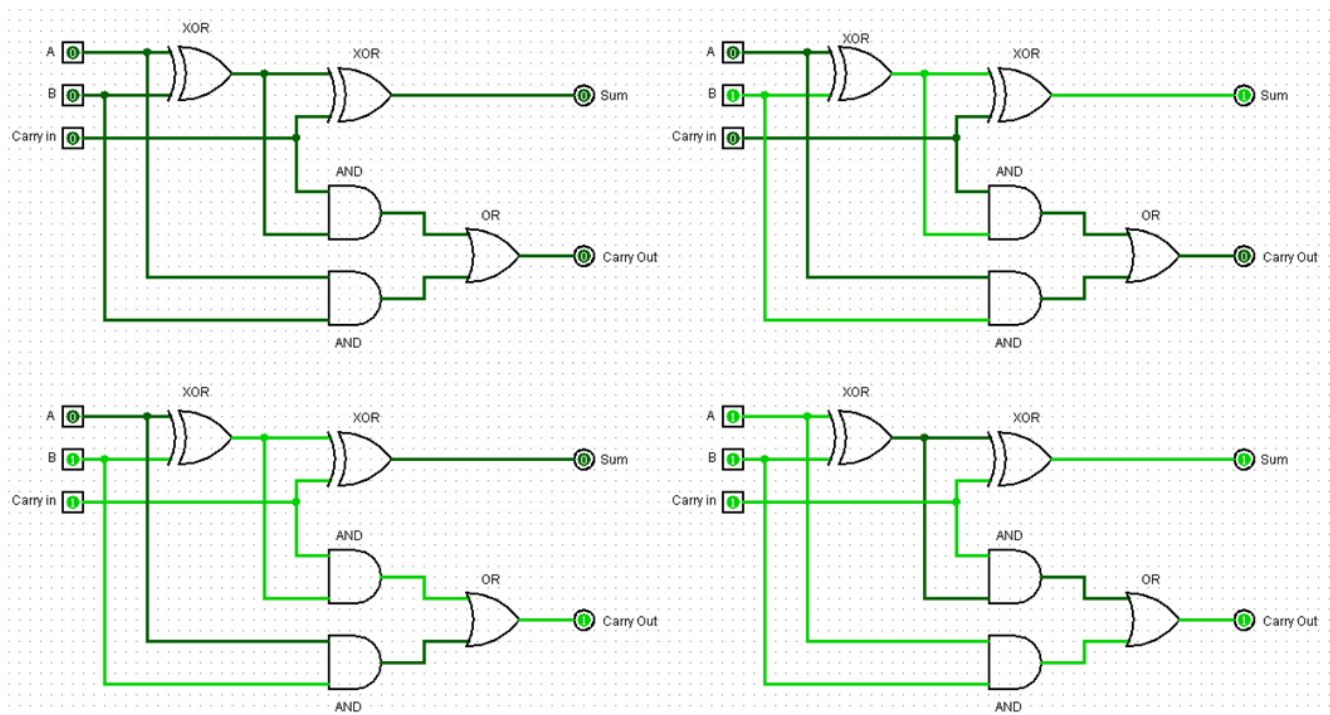 XOR
XOR
A 0
B 0
Carry in 0
0 Sum
AND
OR
0 Carry Out
AND
XOR
XOR
A 0
B 1
Carry in 0
1 Sum
AND
OR
0 Carry Out
AND
XOR
XOR
A 0
B 1
Carry in 1
0 Sum
AND
OR
1 Carry Out
AND
XOR
XOR
A 1
B 1
Carry in 1
1 Sum
AND
OR
1 Carry Out
AND